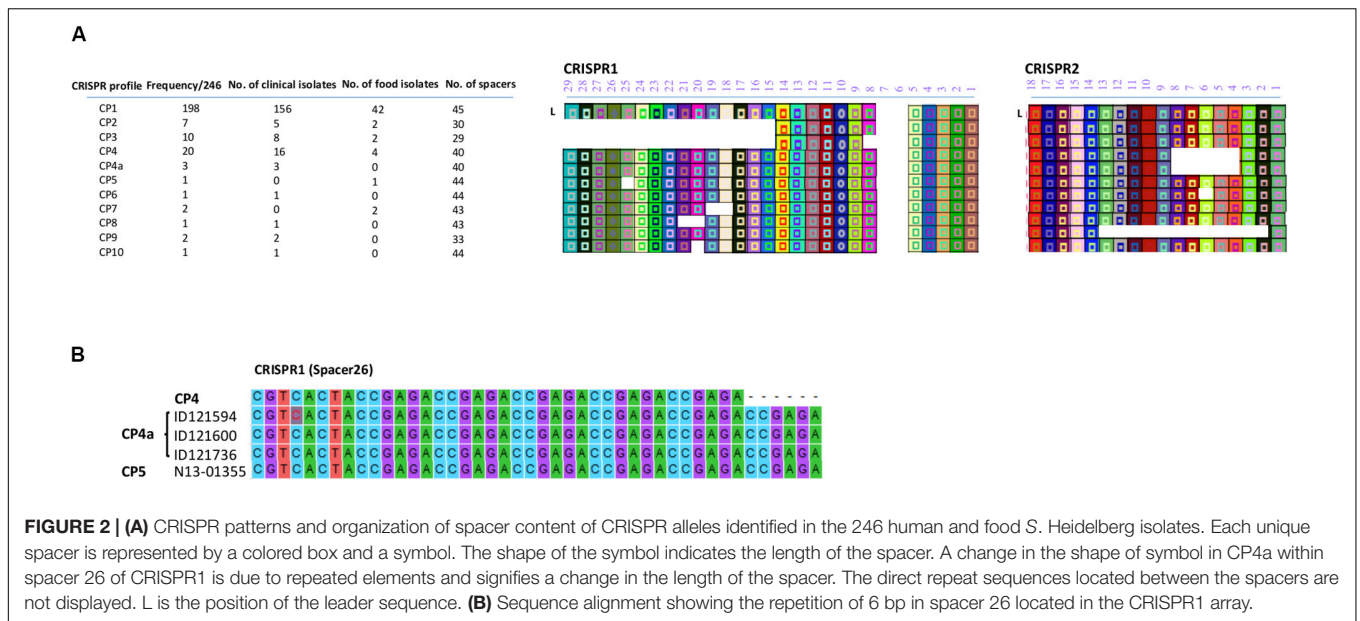 A
CRISPR profile Frequency/246 No. of clinical isolates No. of food isolates No. of spacers
CP1 198 156 42 45
CP2 7 5 2 30
CP3 10 8 2 29
CP4 20 16 4 40
CP4a 3 3 0 40
CP5 1 0 1 44
CP6 1 1 0 44
CP7 2 0 2 43
CP8 1 1 0 43
CP9 2 2 0 33
CP10 1 1 0 44
CRISPR1
29 28 27 26 25 24 23 22 21 20 19 18 17 16 15 14 13 12 11 10 9 8 7 6 5 4 3 2 1
L
CRISPR2
18 17 16 15 14 13 12 11 10 9 8 7 6 5 4 3 2 1
L
B
CRISPR1 (Spacer26)
CP4 C G T C A C T A C C G A G A C C G A G A C C G A G A C C G A G A C C G A G A - - - - - -
CP4a
ID121594 C G T C A C T A C C G A G A C C G A G A C C G A G A C C G A G A C C G A G A C C G A G A
ID121600 C G T C A C T A C C G A G A C C G A G A C C G A G A C C G A G A C C G A G A C C G A G A
ID121736 C G T C A C T A C C G A G A C C G A G A C C G A G A C C G A G A C C G A G A C C G A G A
CP5 N13-01355 C G T C A C T A C C G A G A C C G A G A C C G A G A C C G A G A C C G A G A C C G A G A
FIGURE 2 | (A) CRISPR patterns and organization of spacer content of CRISPR alleles identified in the 246 human and food S. Heidelberg isolates. Each unique
spacer is represented by a colored box and a symbol. The shape of the symbol indicates the length of the spacer. A change in the shape of symbol in CP4a within
spacer 26 of CRISPR1 is due to repeated elements and signifies a change in the length of the spacer. The direct repeat sequences located between the spacers are
not displayed. L is the position of the leader sequence. (B) Sequence alignment showing the repetition of 6 bp in spacer 26 located in the CRISPR1 array.